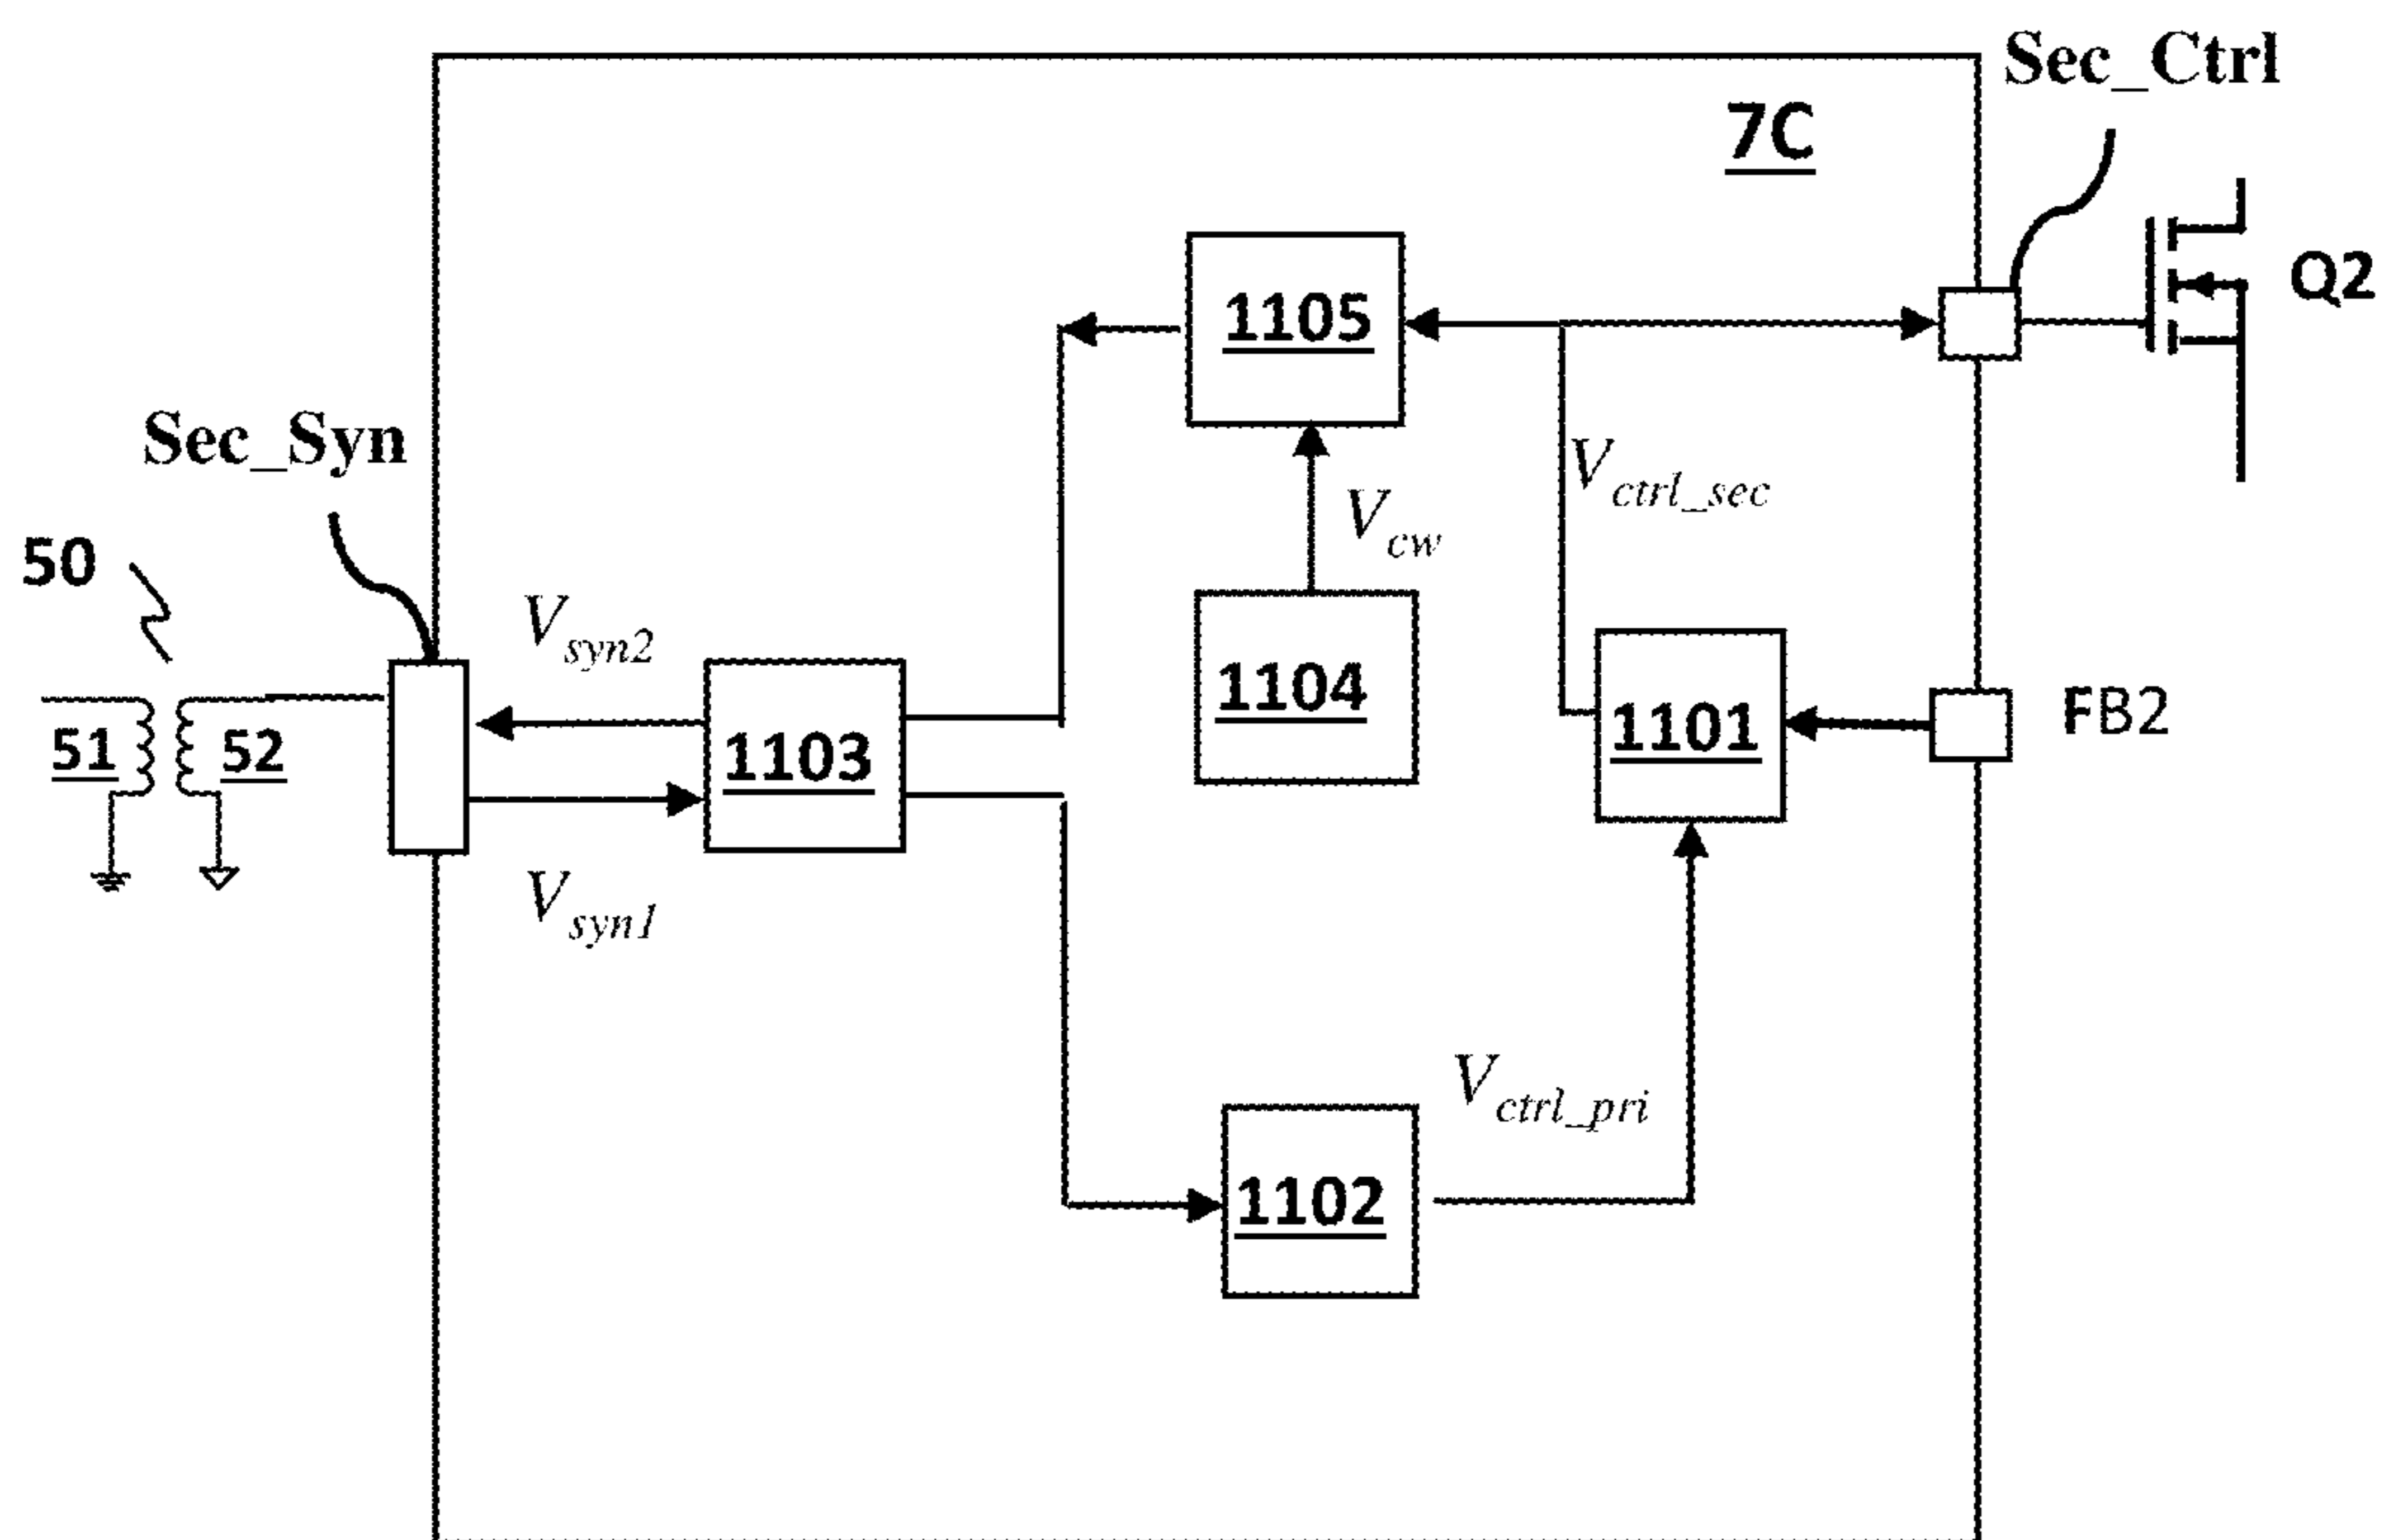 Sec_Ctrl
7C
Q2
1105
Sec_Syn
V_ctrl_sec
V_cw
50
V_syn2
1104
FB2
51
52
1103
1101
V_syn1
V_ctrl_pri
1102